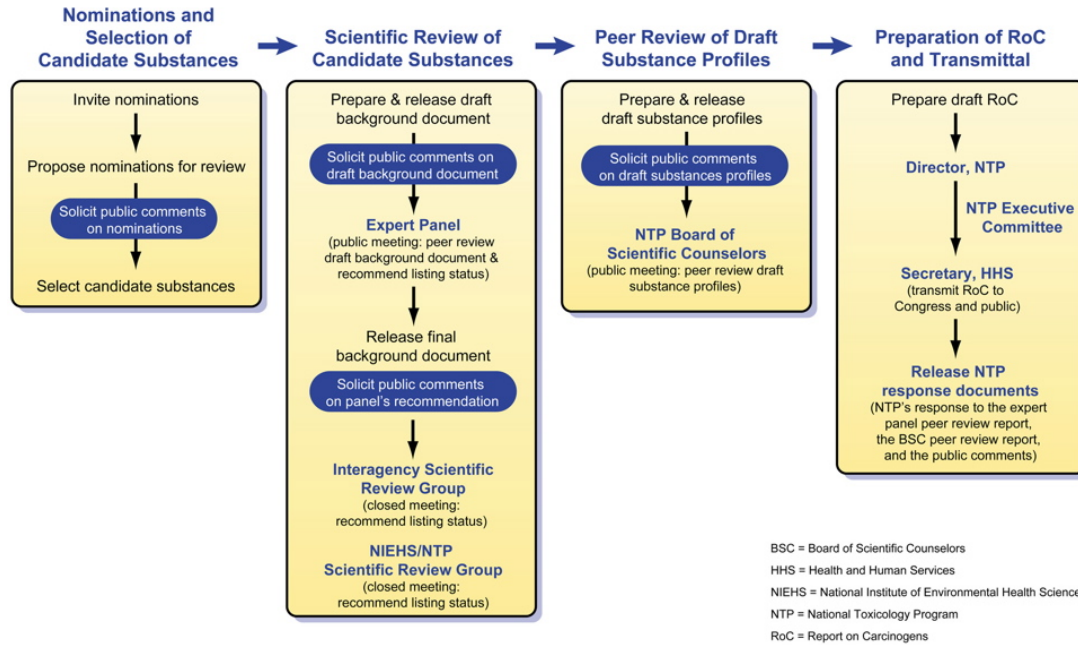 Nominations and
Selection of
Candidate Substances
Invite nominations
Propose nominations for review
Solicit public comments
on nominations
Select candidate substances
Scientific Review of
Candidate Substances
Prepare & release draft
background document
Solicit public comments on
draft background document
Expert Panel
(public meeting: peer review
draft background document &
recommend listing status)
Release final
background document
Solicit public comments
on panel's recommendation
Interagency Scientific
Review Group
(closed meeting:
recommend listing status)
NIEHS/NTP
Scientific Review Group
(closed meeting:
recommend listing status)
Peer Review of Draft
Substance Profiles
Prepare & release
draft substance profiles
Solicit public comments
on draft substances profiles
NTP Board of
Scientific Counselors
(public meeting: peer review draft
substance profiles)
Preparation of RoC
and Transmittal
Prepare draft RoC
Director, NTP
NTP Executive
Committee
Secretary, HHS
(transmit RoC to
Congress and public)
Release NTP
response documents
(NTP's response to the expert
panel peer review report,
the BSC peer review report,
and the public comments)
BSC = Board of Scientific Counselors
HHS = Health and Human Services
NIEHS = National Institute of Environmental Health Science
NTP = National Toxicology Program
RoC = Report on Carcinogens